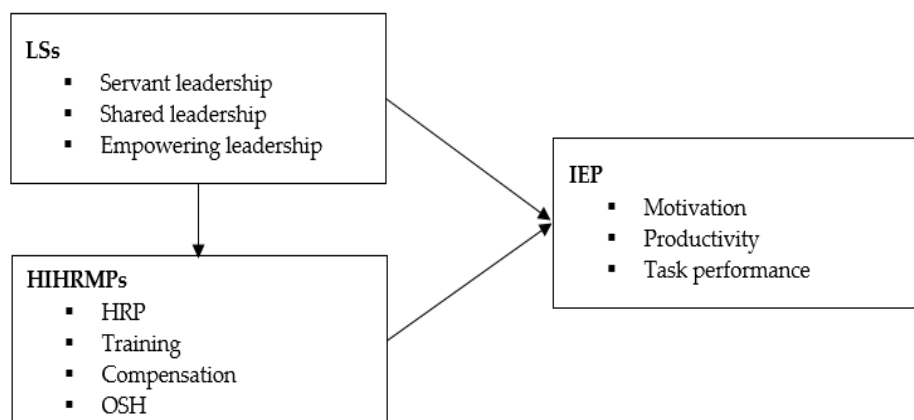 LSs
▪ Servant leadership
▪ Shared leadership
▪ Empowering leadership
IEP
▪ Motivation
▪ Productivity
▪ Task performance
HIHRMPs
▪ HRP
▪ Training
▪ Compensation
▪ OSH